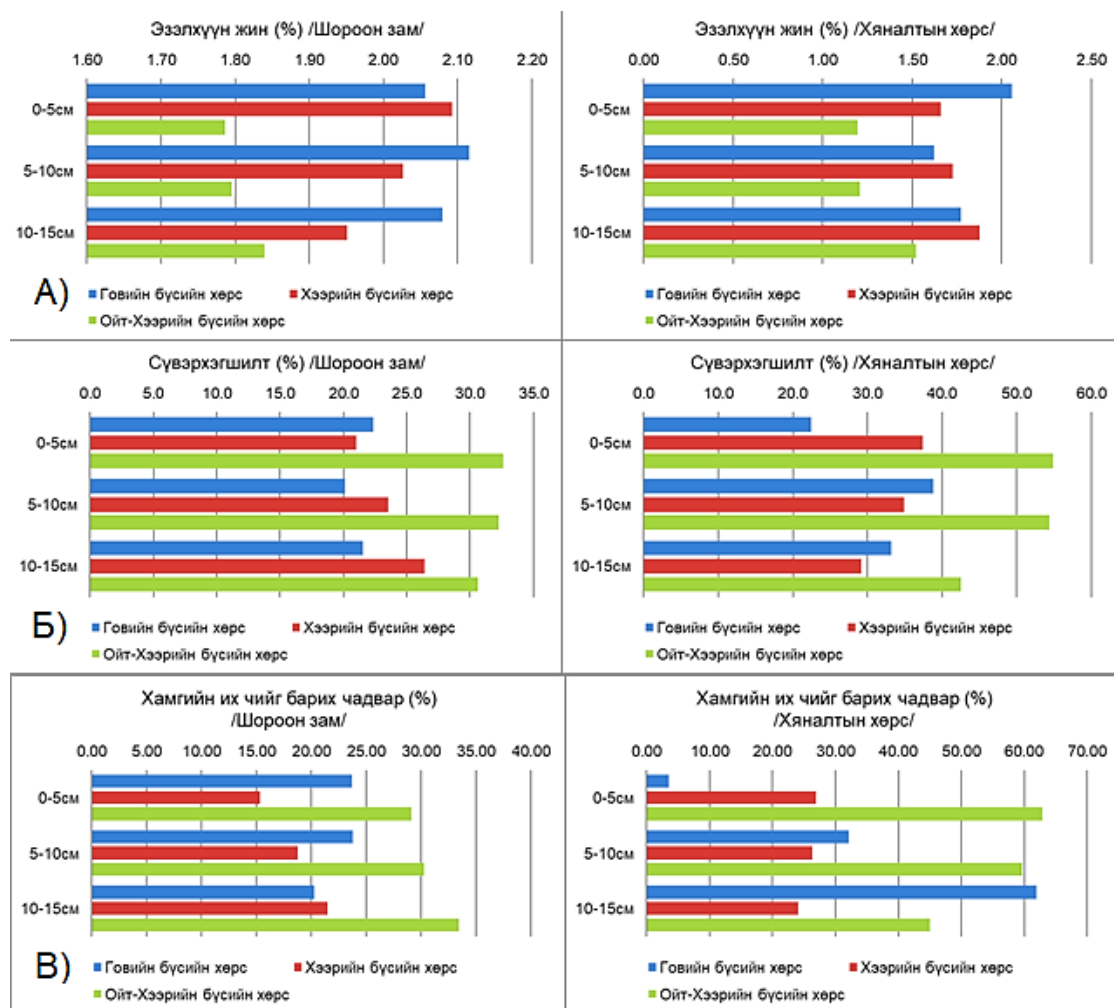 Эзэлхүүн жин (%) /Шороон зам/
1.60 1.70 1.80 1.90 2.00 2.10 2.20
0-5см
5-10см
10-15см
А)
Говийн бүсийн хөрс Хээрийн бүсийн хөрс
Ойт-Хээрийн бүсийн хөрс
Эзэлхүүн жин (%) /Хяналтын хөрс/
0.00 0.50 1.00 1.50 2.00 2.50
0-5см
5-10см
10-15см
Говийн бүсийн хөрс Хээрийн бүсийн хөрс
Ойт-Хээрийн бүсийн хөрс
Сүвэрхэгшилт (%) /Шороон зам/
0.0 5.0 10.0 15.0 20.0 25.0 30.0 35.0
0-5см
5-10см
10-15см
Б)
Говийн бүсийн хөрс Хээрийн бүсийн хөрс
Ойт-Хээрийн бүсийн хөрс
Сүвэрхэгшилт (%) /Хяналтын хөрс/
0.0 10.0 20.0 30.0 40.0 50.0 60.0
0-5см
5-10см
10-15см
Говийн бүсийн хөрс Хээрийн бүсийн хөрс
Ойт-Хээрийн бүсийн хөрс
Хамгийн их чийг барих чадвар (%)
/Шороон зам/
0.00 5.00 10.00 15.00 20.00 25.00 30.00 35.00 40.00
0-5см
5-10см
10-15см
В)
Говийн бүсийн хөрс Хээрийн бүсийн хөрс
Ойт-Хээрийн бүсийн хөрс
Хамгийн их чийг барих чадвар (%)
/Хяналтын хөрс/
0.00 10.00 20.00 30.00 40.00 50.00 60.00 70.00
0-5см
5-10см
10-15см
Говийн бүсийн хөрс Хээрийн бүсийн хөрс
Ойт-Хээрийн бүсийн хөрс